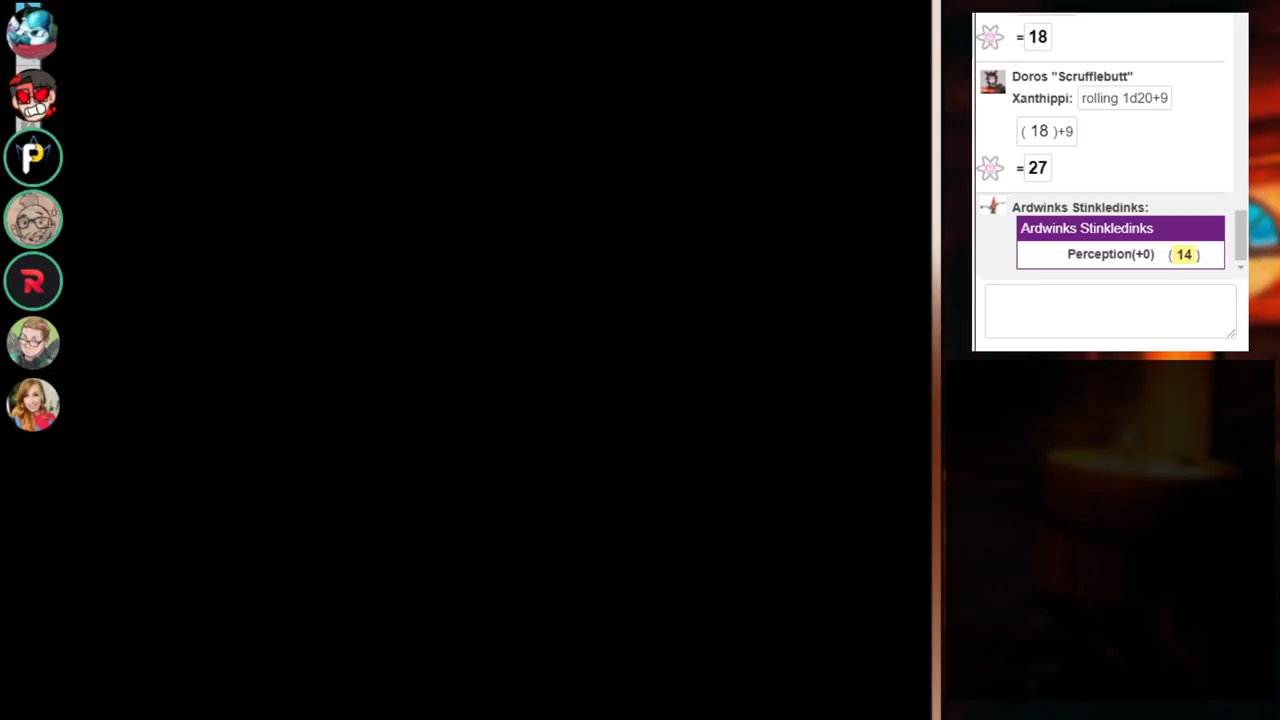 =18
Doros "Scrufflebutt"
Xanthippi: rolling 1d20+9
( 18 )+9
=27
Ardwinks Stinkledinks:
Ardwinks Stinkledinks
Perception(+0) ( 14 )
P
R